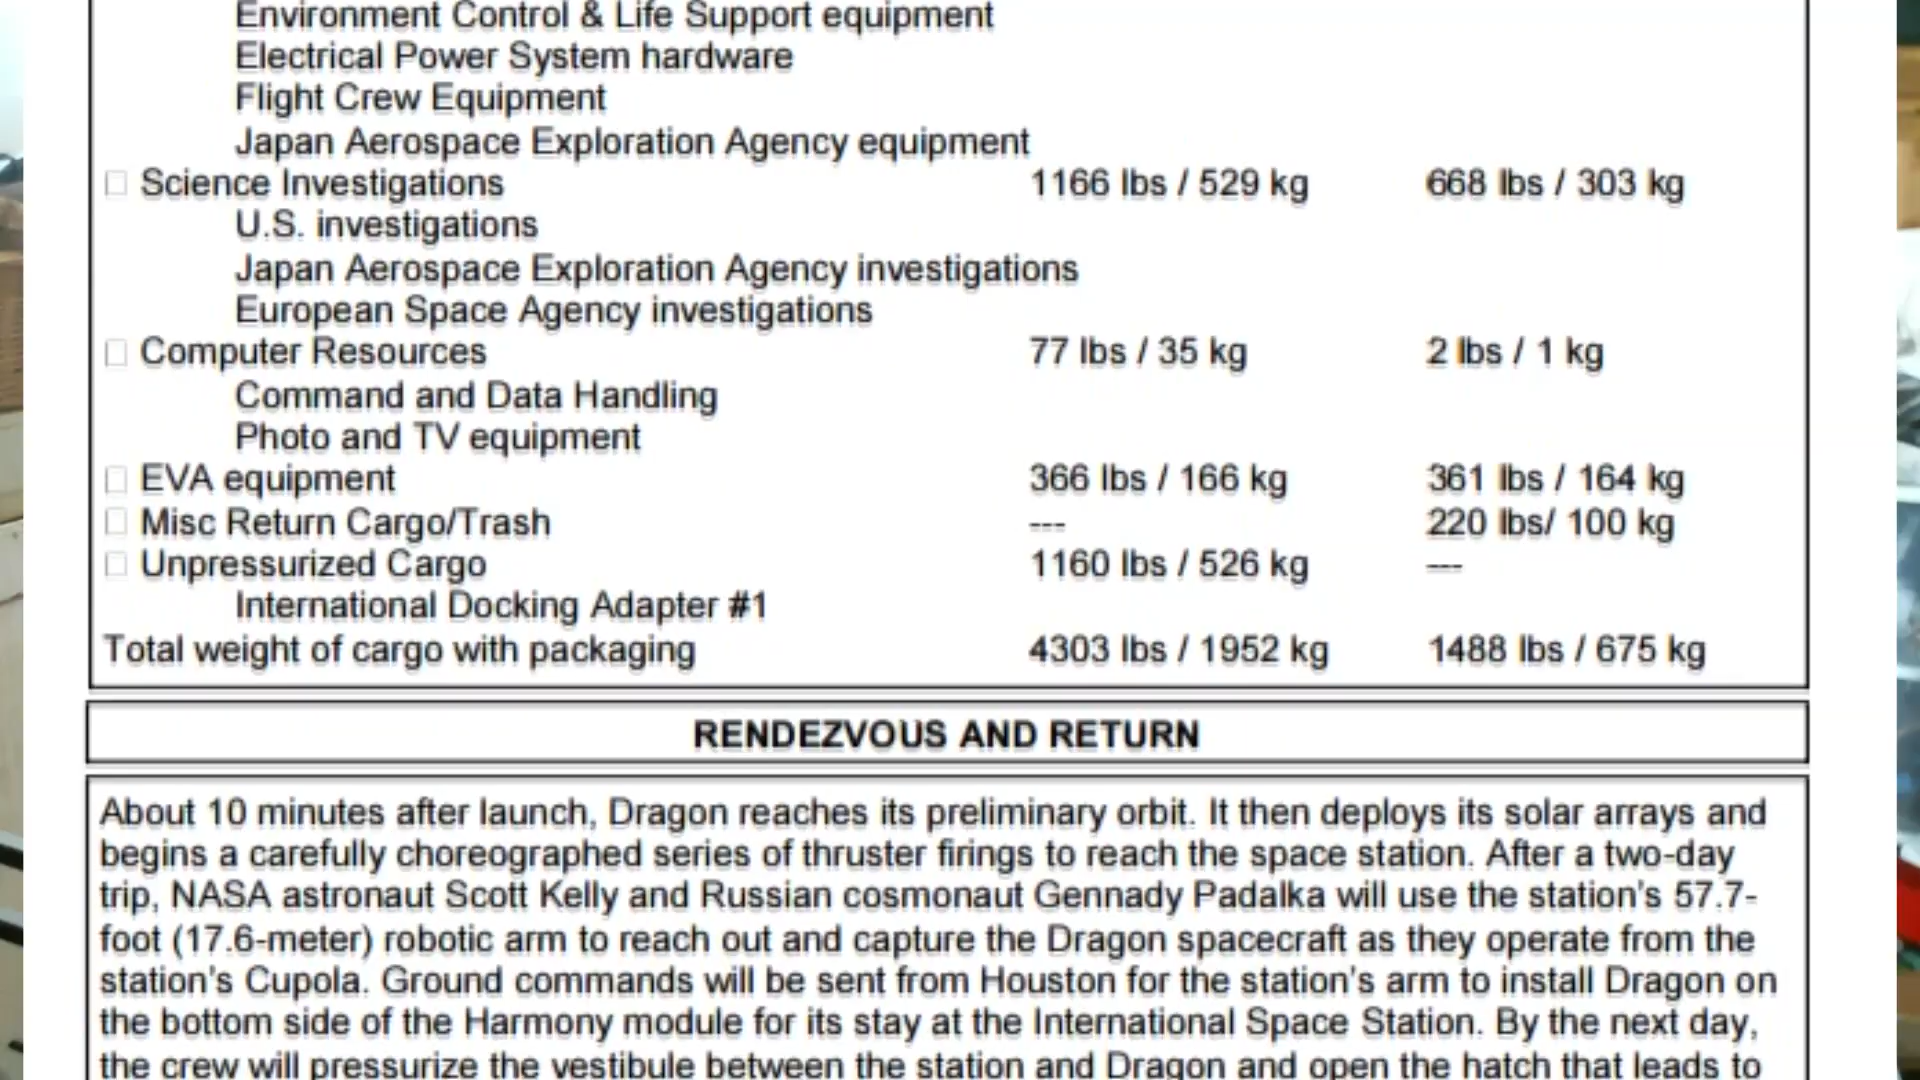 Environment Control & Life Support equipment
Electrical Power System hardware
Flight Crew Equipment
Japan Aerospace Exploration Agency equipment
Science Investigations 1166 lbs / 529 kg 668 lbs / 303 kg
U.S. investigations
Japan Aerospace Exploration Agency investigations
European Space Agency investigations
Computer Resources 77 lbs / 35 kg 2 lbs / 1 kg
Command and Data Handling
Photo and TV equipment
EVA equipment 366 lbs / 166 kg 361 lbs / 164 kg
Misc Return Cargo/Trash --- 220 lbs/ 100 kg
Unpressurized Cargo 1160 lbs / 526 kg ---
International Docking Adapter #1
Total weight of cargo with packaging 4303 lbs / 1952 kg 1488 lbs / 675 kg
RENDEZVOUS AND RETURN
About 10 minutes after launch, Dragon reaches its preliminary orbit. It then deploys its solar arrays and
begins a carefully choreographed series of thruster firings to reach the space station. After a two-day
trip, NASA astronaut Scott Kelly and Russian cosmonaut Gennady Padalka will use the station's 57.7-
foot (17.6-meter) robotic arm to reach out and capture the Dragon spacecraft as they operate from the
station's Cupola. Ground commands will be sent from Houston for the station's arm to install Dragon on
the bottom side of the Harmony module for its stay at the International Space Station. By the next day,
the crew will pressurize the vestibule between the station and Dragon and open the hatch that leads to